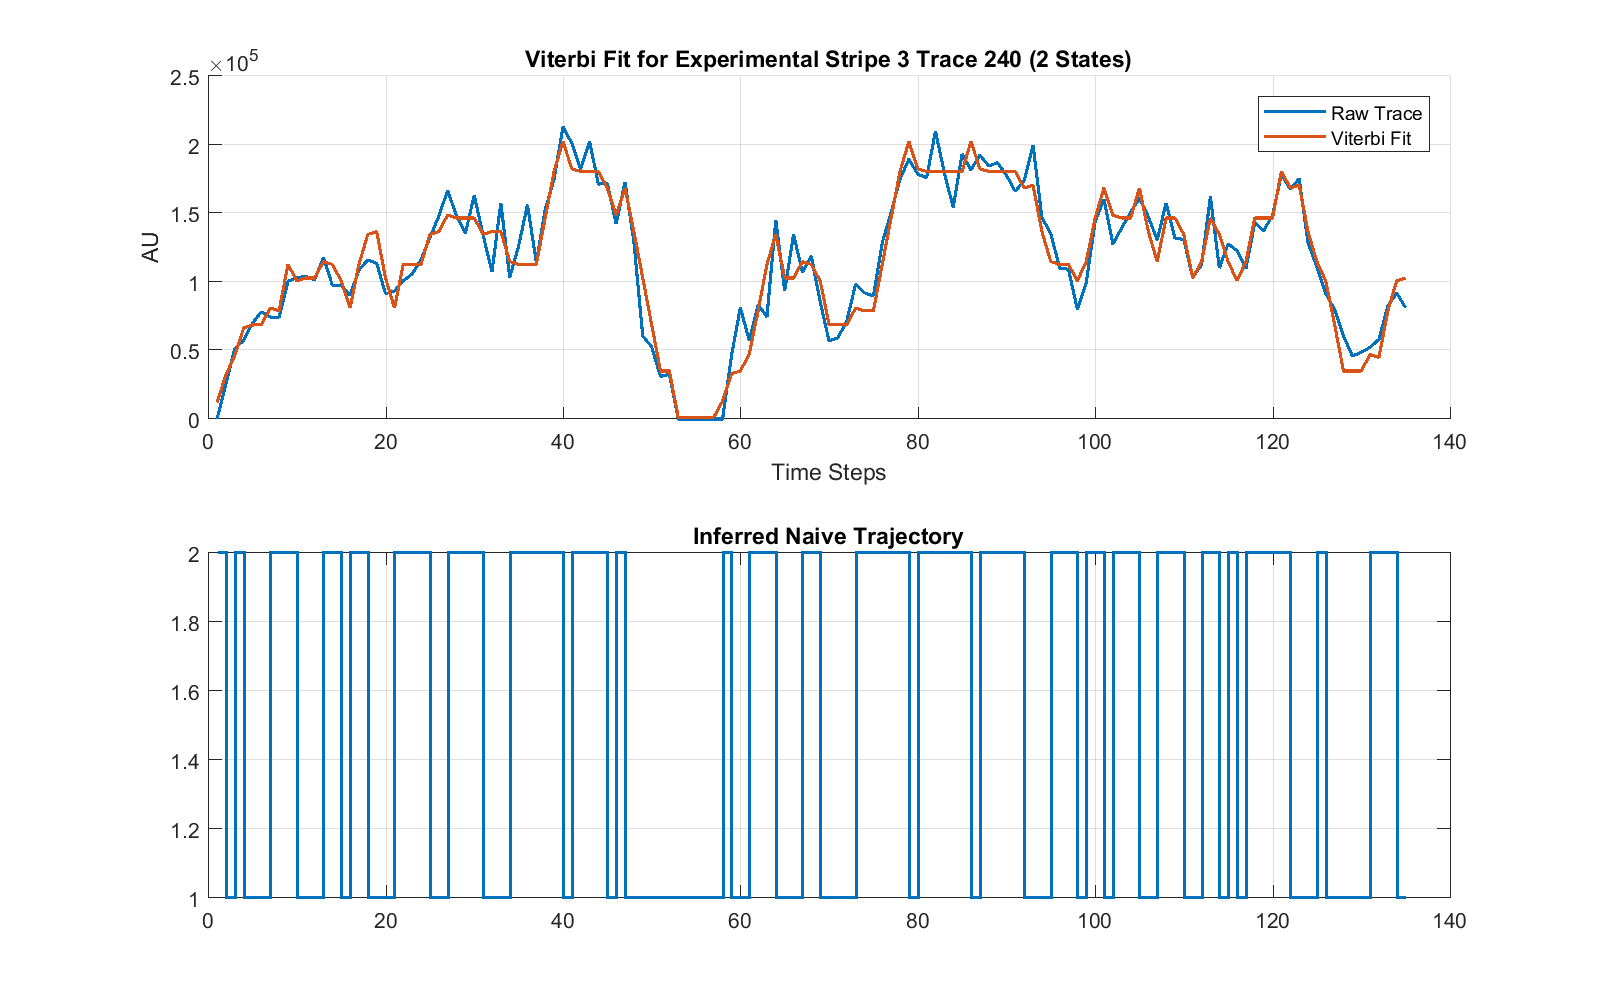 Viterbi Fit for Experimental Stripe 3 Trace 240 (2 States)
×10^5
2.5
2
1.5
1
0.5
0
AU
Raw Trace
Viterbi Fit
0 20 40 60 80 100 120 140
Time Steps
Inferred Naive Trajectory
2
1.8
1.6
1.4
1.2
1
0 20 40 60 80 100 120 140